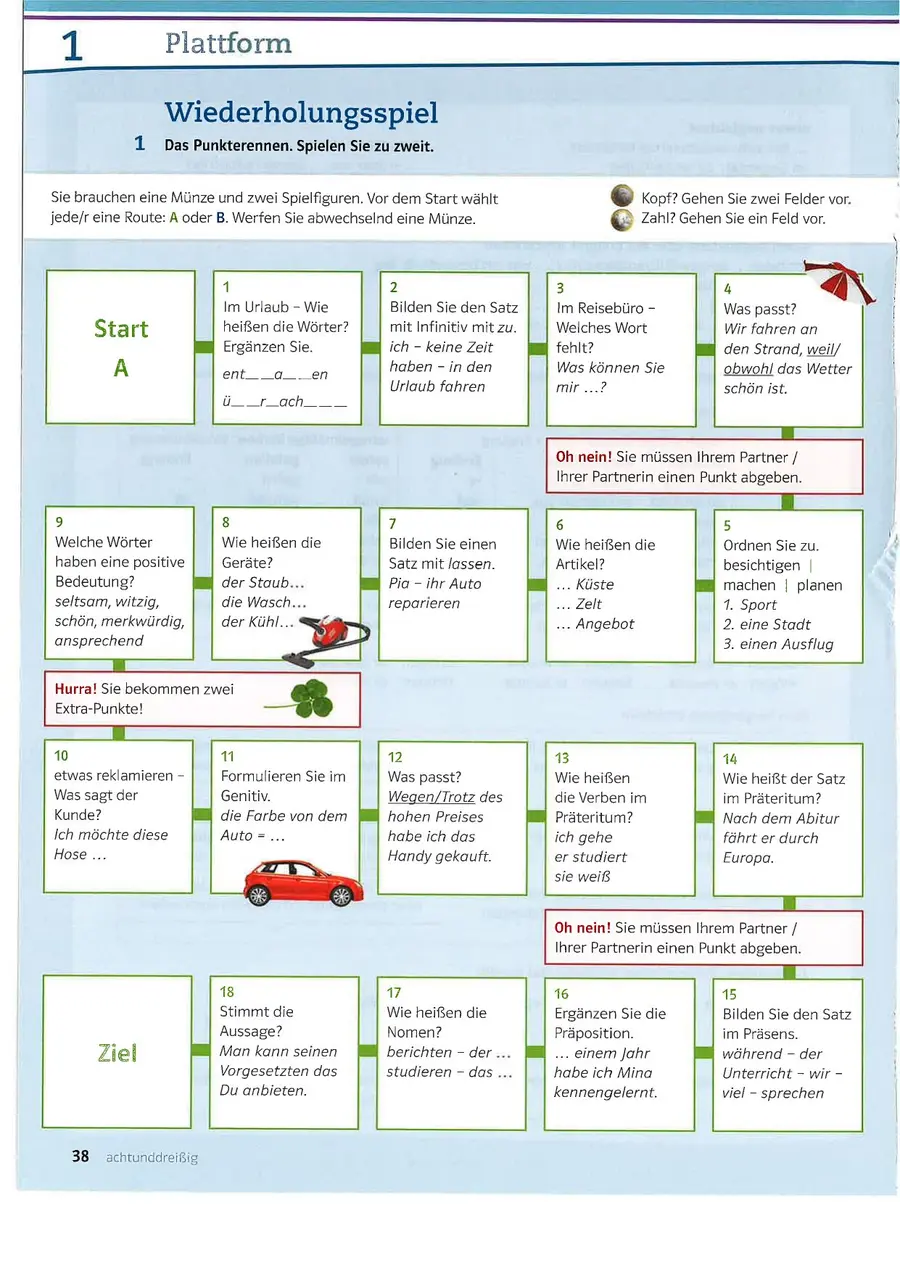 1 Plattform
Wiederholungsspiel
1 Das Punkterennen. Spielen Sie zu zweit.
Sie brauchen eine Münze und zwei Spielfiguren. Vor dem Start wählt
jede/r eine Route: A oder B. Werfen Sie abwechselnd eine Münze.
Kopf? Gehen Sie zwei Felder vor.
Zahl? Gehen Sie ein Feld vor.
Start
A
1
Im Urlaub – Wie
heißen die Wörter?
Ergänzen Sie.
ent__ __a__ __en
ü__ __r__ach__ __ __
2
Bilden Sie den Satz
mit Infinitiv mit zu.
ich – keine Zeit
haben – in den
Urlaub fahren
3
Im Reisebüro –
Welches Wort
fehlt?
Was können Sie
mir ...?
4
Was passt?
Wir fahren an
den Strand, weil/
obwohl das Wetter
schön ist.
Oh nein! Sie müssen Ihrem Partner /
Ihrer Partnerin einen Punkt abgeben.
9
Welche Wörter
haben eine positive
Bedeutung?
seltsam, witzig,
schön, merkwürdig,
ansprechend
8
Wie heißen die
Geräte?
der Staub...
die Wasch...
der Kühl...
7
Bilden Sie einen
Satz mit lassen.
Pia – ihr Auto
reparieren
6
Wie heißen die
Artikel?
... Küste
... Zelt
... Angebot
5
Ordnen Sie zu.
besichtigen |
machen | planen
1. Sport
2. eine Stadt
3. einen Ausflug
Hurra! Sie bekommen zwei
Extra-Punkte!
10
etwas reklamieren –
Was sagt der
Kunde?
Ich möchte diese
Hose ...
11
Formulieren Sie im
Genitiv.
die Farbe von dem
Auto = ...
12
Was passt?
Wegen/Trotz des
hohen Preises
habe ich das
Handy gekauft.
13
Wie heißen
die Verben im
Präteritum?
ich gehe
er studiert
sie weiß
14
Wie heißt der Satz
im Präteritum?
Nach dem Abitur
fährt er durch
Europa.
Oh nein! Sie müssen Ihrem Partner /
Ihrer Partnerin einen Punkt abgeben.
Ziel
18
Stimmt die
Aussage?
Man kann seinen
Vorgesetzten das
Du anbieten.
17
Wie heißen die
Nomen?
berichten – der ...
studieren – das ...
16
Ergänzen Sie die
Präposition.
... einem Jahr
habe ich Mina
kennengelernt.
15
Bilden Sie den Satz
im Präsens.
während – der
Unterricht – wir –
viel – sprechen
38 achtunddreißig